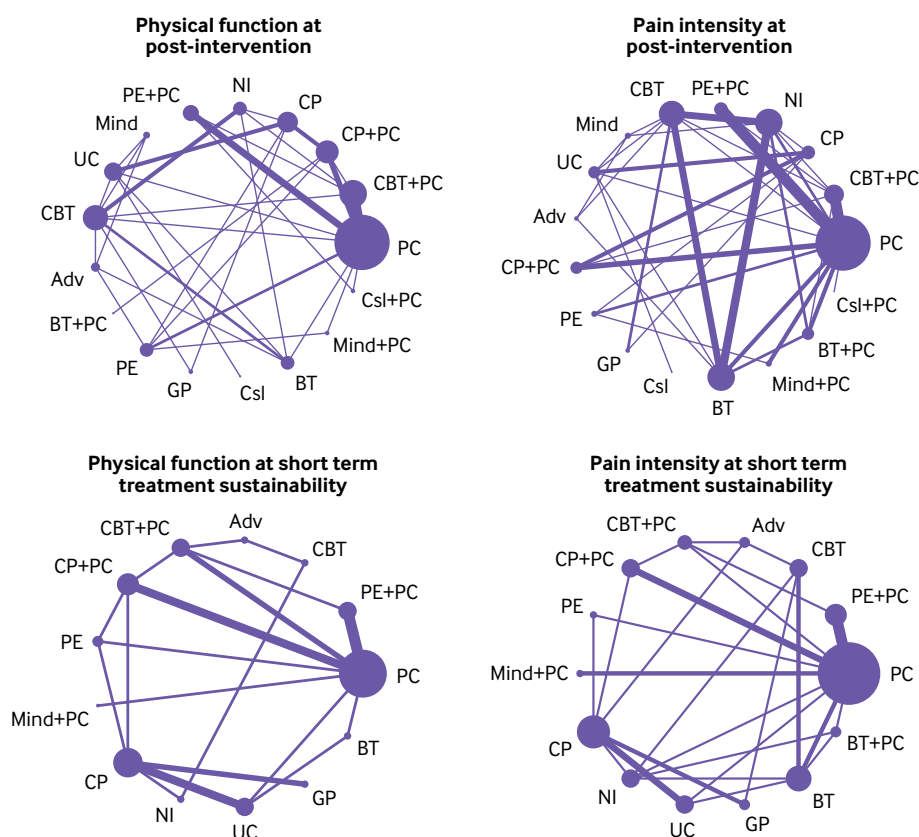 Physical function at
post-intervention
NI
CP
PE+PC
Mind
CP+PC
UC
CBT+PC
CBT
PC
Adv
Csl+PC
BT+PC
Mind+PC
PE
BT
GP
Csl
Pain intensity at
post-intervention
PE+PC
CBT
NI
Mind
CP
UC
CBT+PC
Adv
PC
CP+PC
Csl+PC
PE
BT+PC
GP
Csl
Mind+PC
BT
Physical function at short term
treatment sustainability
Adv
CBT+PC
CBT
CP+PC
PE+PC
PE
PC
Mind+PC
BT
CP
GP
NI
UC
Pain intensity at short term
treatment sustainability
CBT+PC
Adv
CBT
CP+PC
PE+PC
PE
Mind+PC
PC
CP
BT+PC
NI
BT
UC
GP